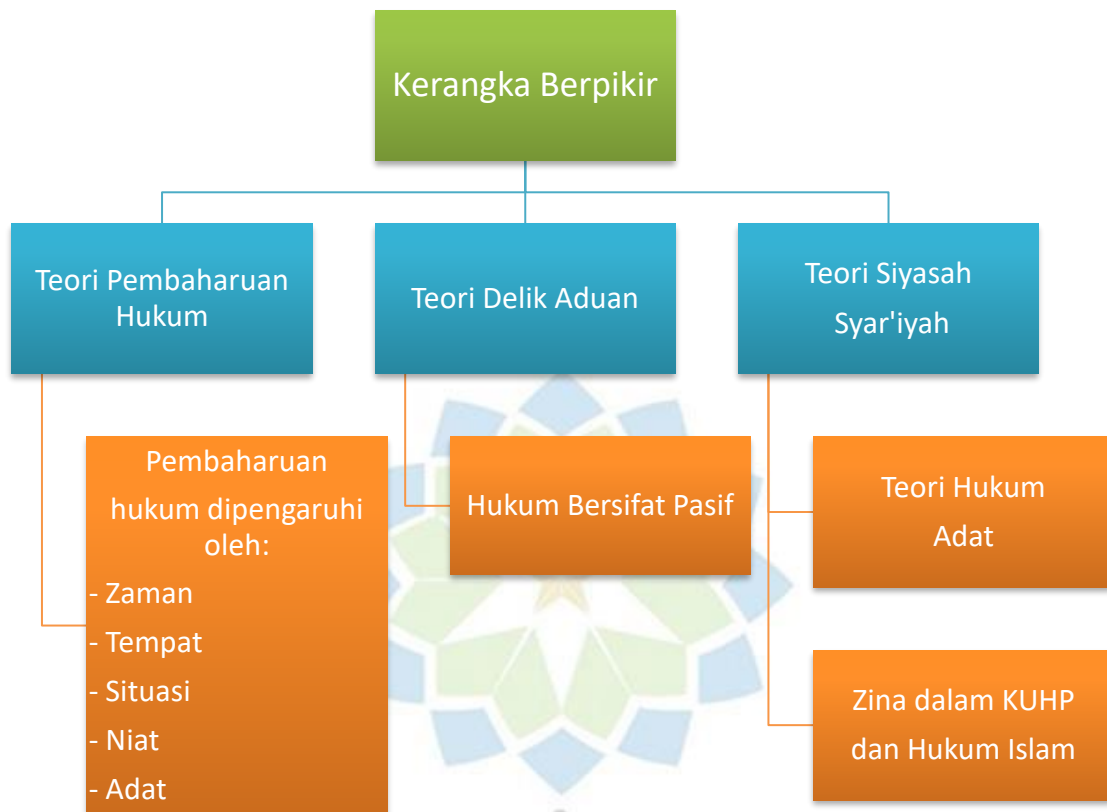 Kerangka Berpikir
Teori Pembaharuan
Hukum
Teori Delik Aduan
Teori Siyasah
Syar'iyah
Pembaharuan
hukum dipengaruhi
oleh:
- Zaman
- Tempat
- Situasi
- Niat
- Adat
Hukum Bersifat Pasif
Teori Hukum
Adat
Zina dalam KUHP
dan Hukum Islam